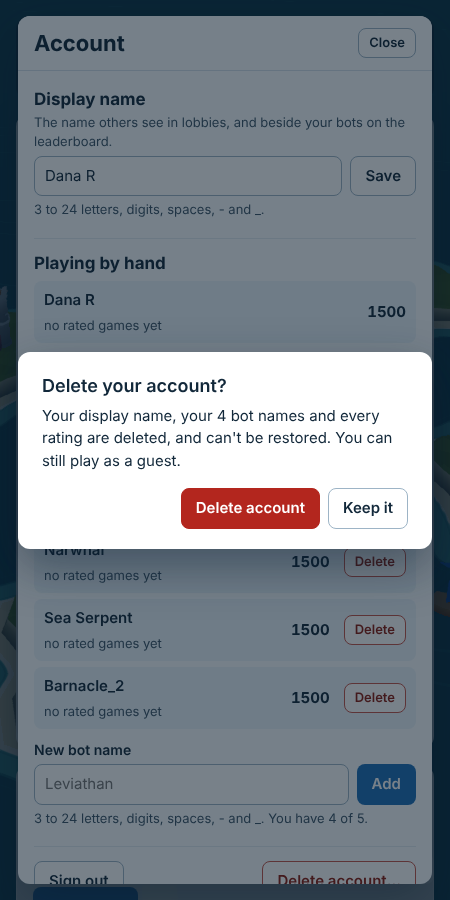 Account
Close
Display name
The name others see in lobbies, and beside your bots on the
leaderboard.
Dana R
Save
3 to 24 letters, digits, spaces, - and _.
Playing by hand
Dana R
no rated games yet
1500
Delete your account?
Your display name, your 4 bot names and every
rating are deleted, and can't be restored. You can
still play as a guest.
Delete account
Keep it
Narwhal
no rated games yet
1500
Delete
Sea Serpent
no rated games yet
1500
Delete
Barnacle_2
no rated games yet
1500
Delete
New bot name
Leviathan
Add
3 to 24 letters, digits, spaces, - and _. You have 4 of 5.
Sign out
Delete account...